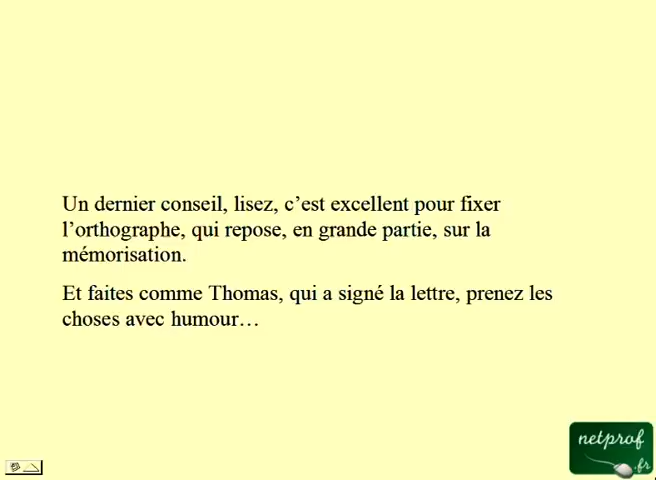 Un dernier conseil, lisez, c’est excellent pour fixer
l’orthographe, qui repose, en grande partie, sur la
mémorisation.
Et faites comme Thomas, qui a signé la lettre, prenez les
choses avec humour…
netprof
.fr